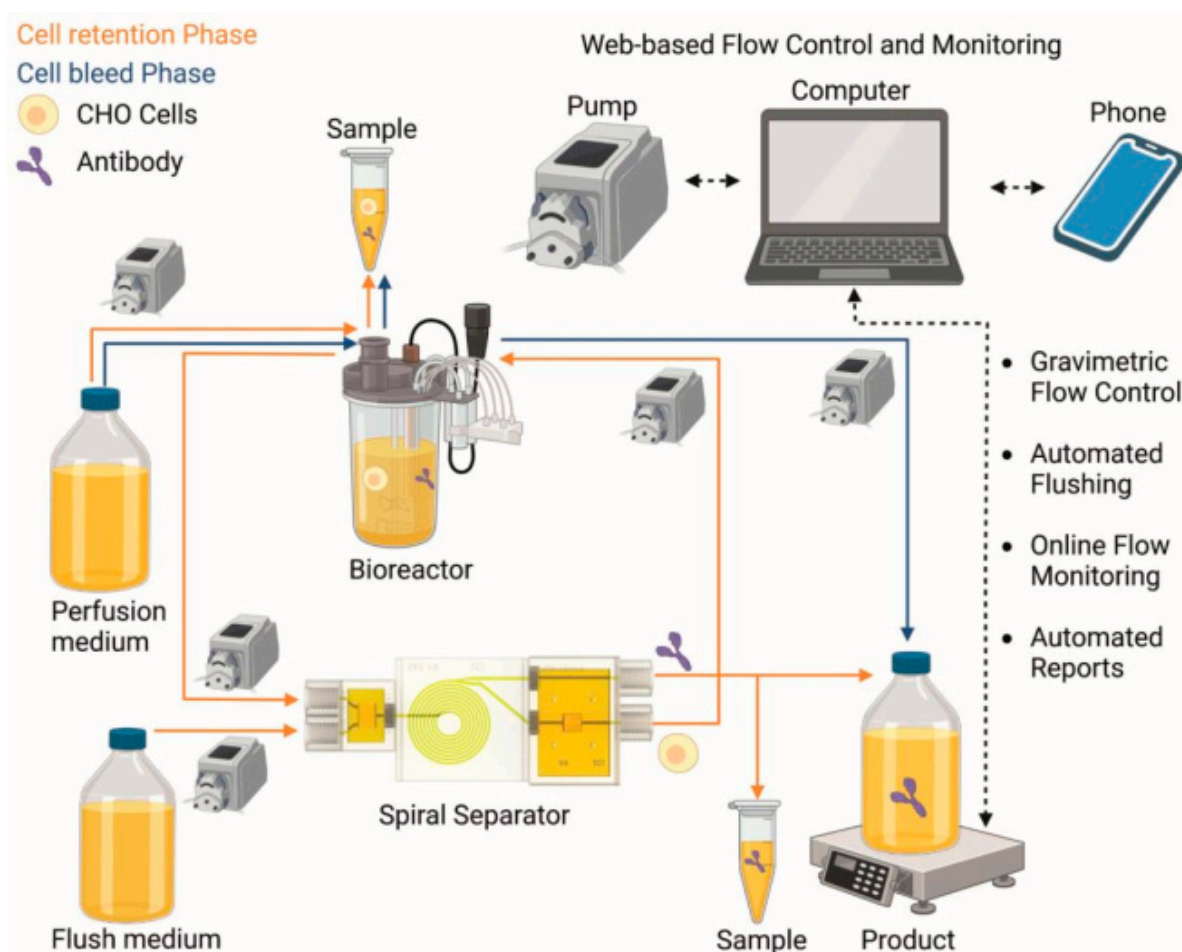 Cell retention Phase
Cell bleed Phase
CHO Cells
Antibody
Web-based Flow Control and Monitoring
Computer
Pump
Phone
Sample
• Gravimetric
Flow Control
• Automated
Flushing
• Online Flow
Monitoring
• Automated
Reports
Bioreactor
Perfusion
medium
Spiral Separator
Flush medium
Sample
Product